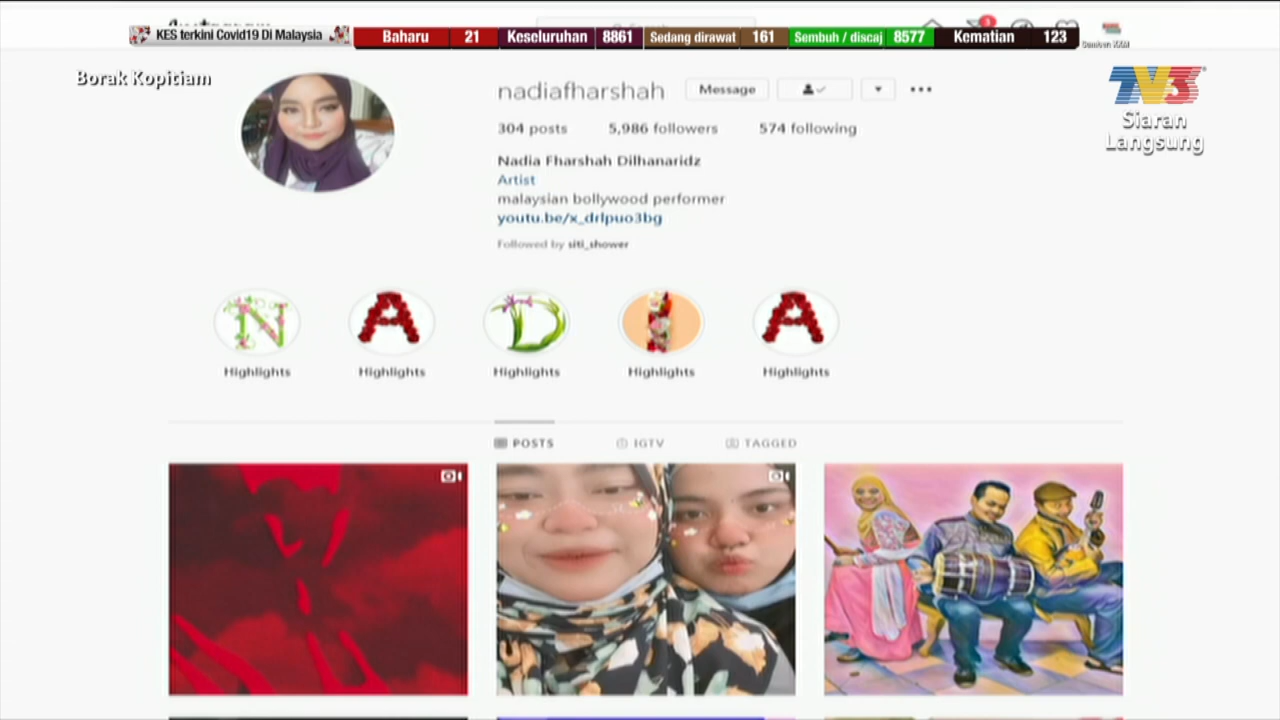 KES terkini Covid19 Di Malaysia
Baharu 21 Keseluruhan 8861 Sedang dirawat 161 Sembuh / discaj 8577 Kematian 123
Sumber: KKM
Borak Kopitiam
TV3
Siaran
Langsung
nadiafharshah Message
304 posts 5,986 followers 574 following
Nadia Fharshah Dilhanaridz
Artist
malaysian bollywood performer
youtu.be/x_drlpuo3bg
Followed by siti_shower
N A D I A
Highlights Highlights Highlights Highlights Highlights
POSTS IGTV TAGGED